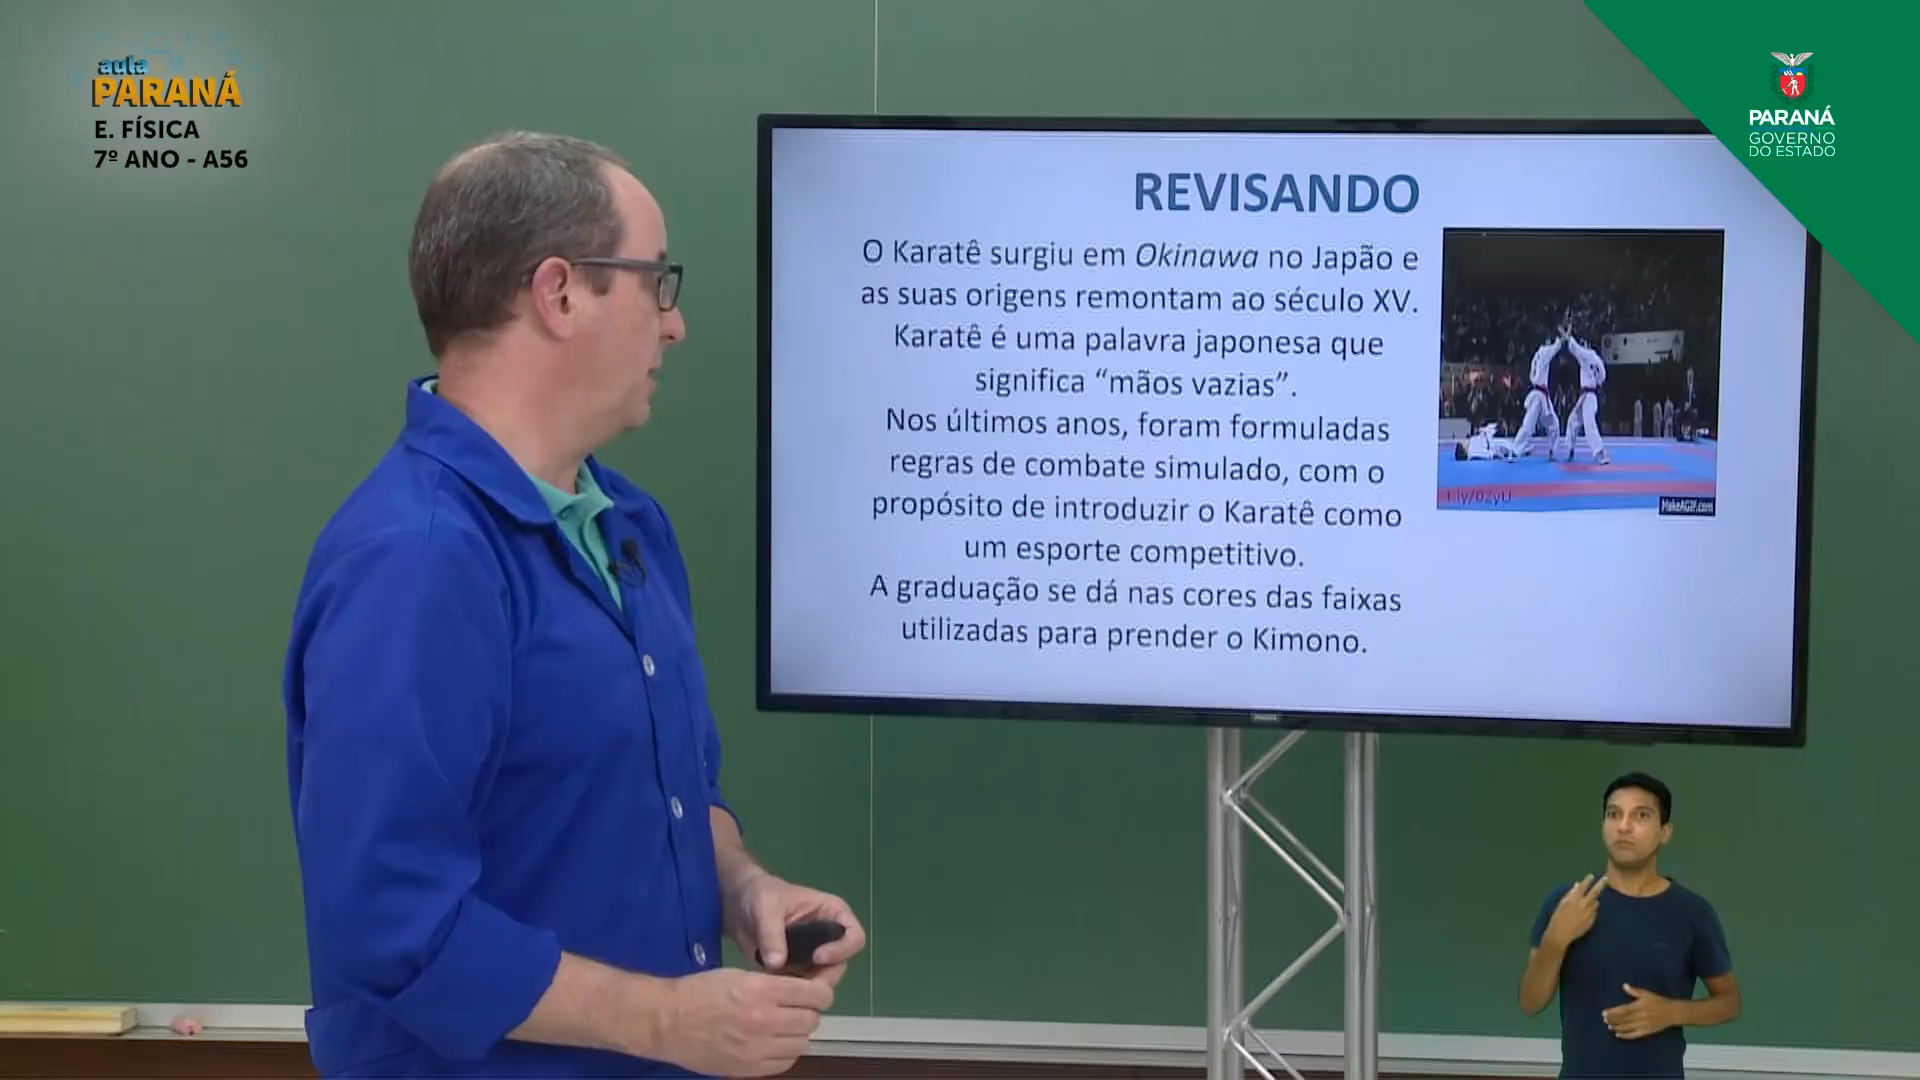 aula
PARANÁ
E. FÍSICA
7º ANO - A56
PARANÁ
GOVERNO
DO ESTADO
REVISANDO
O Karatê surgiu em Okinawa no Japão e
as suas origens remontam ao século XV.
Karatê é uma palavra japonesa que
significa “mãos vazias”.
Nos últimos anos, foram formuladas
regras de combate simulado, com o
propósito de introduzir o Karatê como
um esporte competitivo.
A graduação se dá nas cores das faixas
utilizadas para prender o Kimono.
MakeAGIF.com